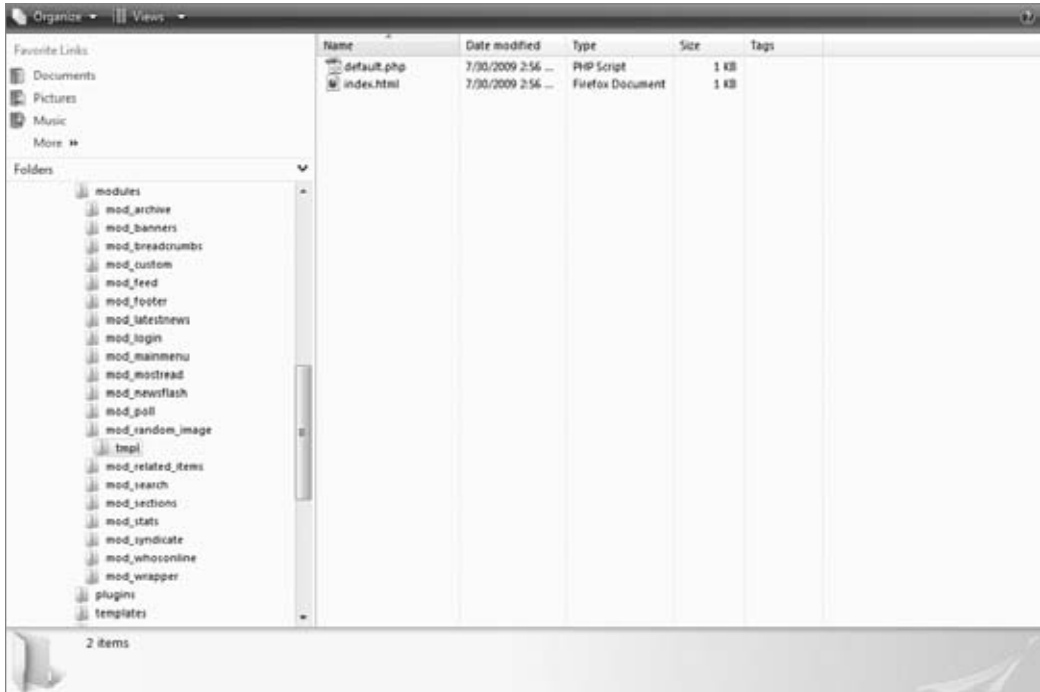 Organize Views
Favorite Links
Documents
Pictures
Music
More »
Folders
modules
mod_archive
mod_banners
mod_breadcrumbs
mod_custom
mod_feed
mod_footer
mod_latestnews
mod_login
mod_mainmenu
mod_mostread
mod_newsflash
mod_poll
mod_random_image
tmpl
mod_related_items
mod_search
mod_sections
mod_stats
mod_syndicate
mod_whosonline
mod_wrapper
plugins
templates
Name Date modified Type Size Tags
default.php 7/30/2009 2:56 ... PHP Script 1 KB
index.html 7/30/2009 2:56 ... Firefox Document 1 KB
2 items